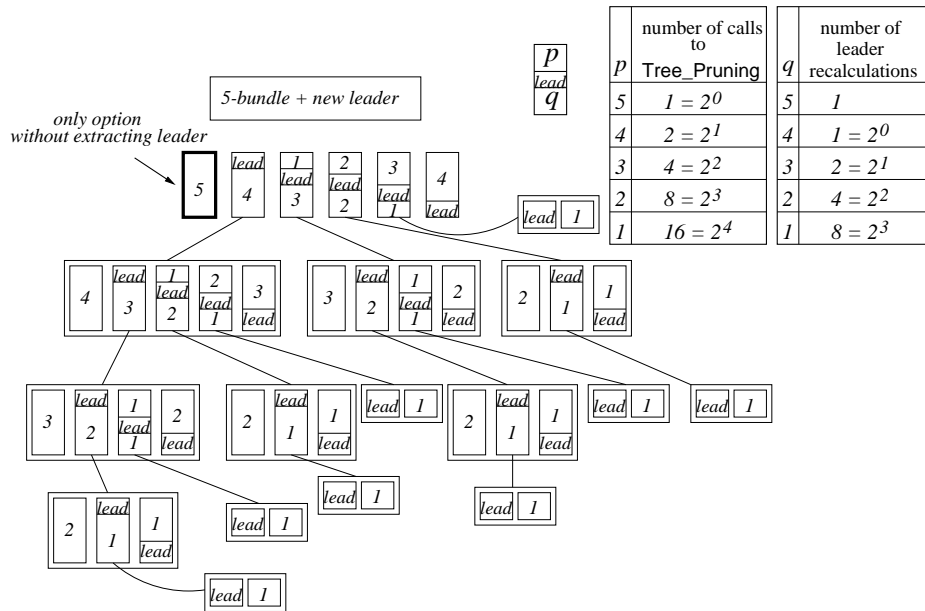 5-bundle + new leader
only option
without extracting leader
p
lead
q
p number of calls to Tree_Pruning
5 1 = 2^0
4 2 = 2^1
3 4 = 2^2
2 8 = 2^3
1 16 = 2^4
q number of leader recalculations
5 1
4 1 = 2^0
3 2 = 2^1
2 4 = 2^2
1 8 = 2^3
5
lead 4
1 lead 3
2 lead 2
3 lead 1
4 lead
lead 1
4
lead 3
1 lead 2
2 lead 1
3 lead
3
lead 2
1 lead 1
2 lead
2
lead 1
1 lead
3
lead 2
1 lead 1
2 lead
2
lead 1
1 lead
lead 1
2
lead 1
1 lead
lead 1
lead 1
2
lead 1
1 lead
lead 1
lead 1
lead 1
lead 1